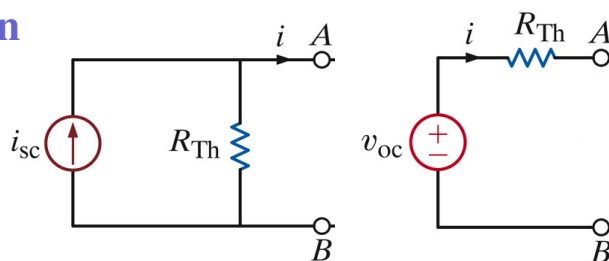 n
i A
i_sc R_Th
B
R_Th A
i
v_oc + −
B